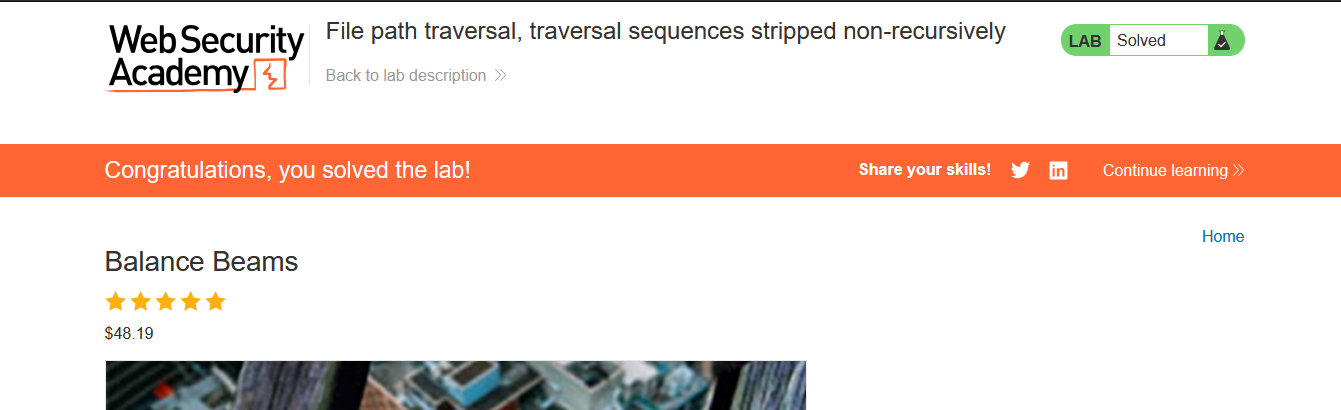 Web Security
Academy
File path traversal, traversal sequences stripped non-recursively
Back to lab description
LAB Solved
Congratulations, you solved the lab!
Share your skills!
in
Continue learning
Home
Balance Beams
$48.19